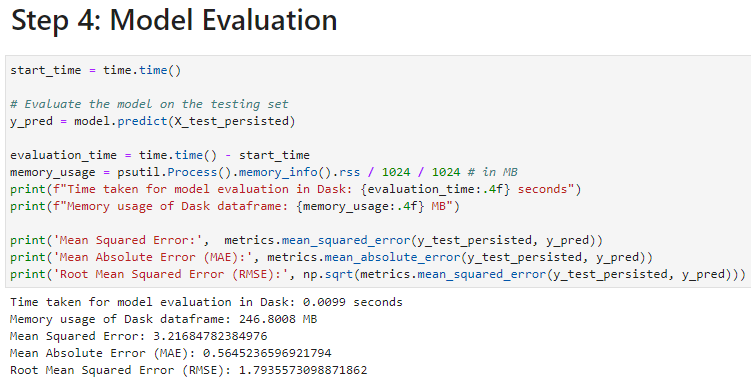 Step 4: Model Evaluation
start_time = time.time()
# Evaluate the model on the testing set
y_pred = model.predict(X_test_persisted)
evaluation_time = time.time() - start_time
memory_usage = psutil.Process().memory_info().rss / 1024 / 1024 # in MB
print(f"Time taken for model evaluation in Dask: {evaluation_time:.4f} seconds")
print(f"Memory usage of Dask dataframe: {memory_usage:.4f} MB")
print('Mean Squared Error:',  metrics.mean_squared_error(y_test_persisted, y_pred))
print('Mean Absolute Error (MAE):', metrics.mean_absolute_error(y_test_persisted, y_pred))
print('Root Mean Squared Error (RMSE):', np.sqrt(metrics.mean_squared_error(y_test_persisted, y_pred)))
Time taken for model evaluation in Dask: 0.0099 seconds
Memory usage of Dask dataframe: 246.8008 MB
Mean Squared Error: 3.21684782384976
Mean Absolute Error (MAE): 0.5645236596921794
Root Mean Squared Error (RMSE): 1.7935573098871862